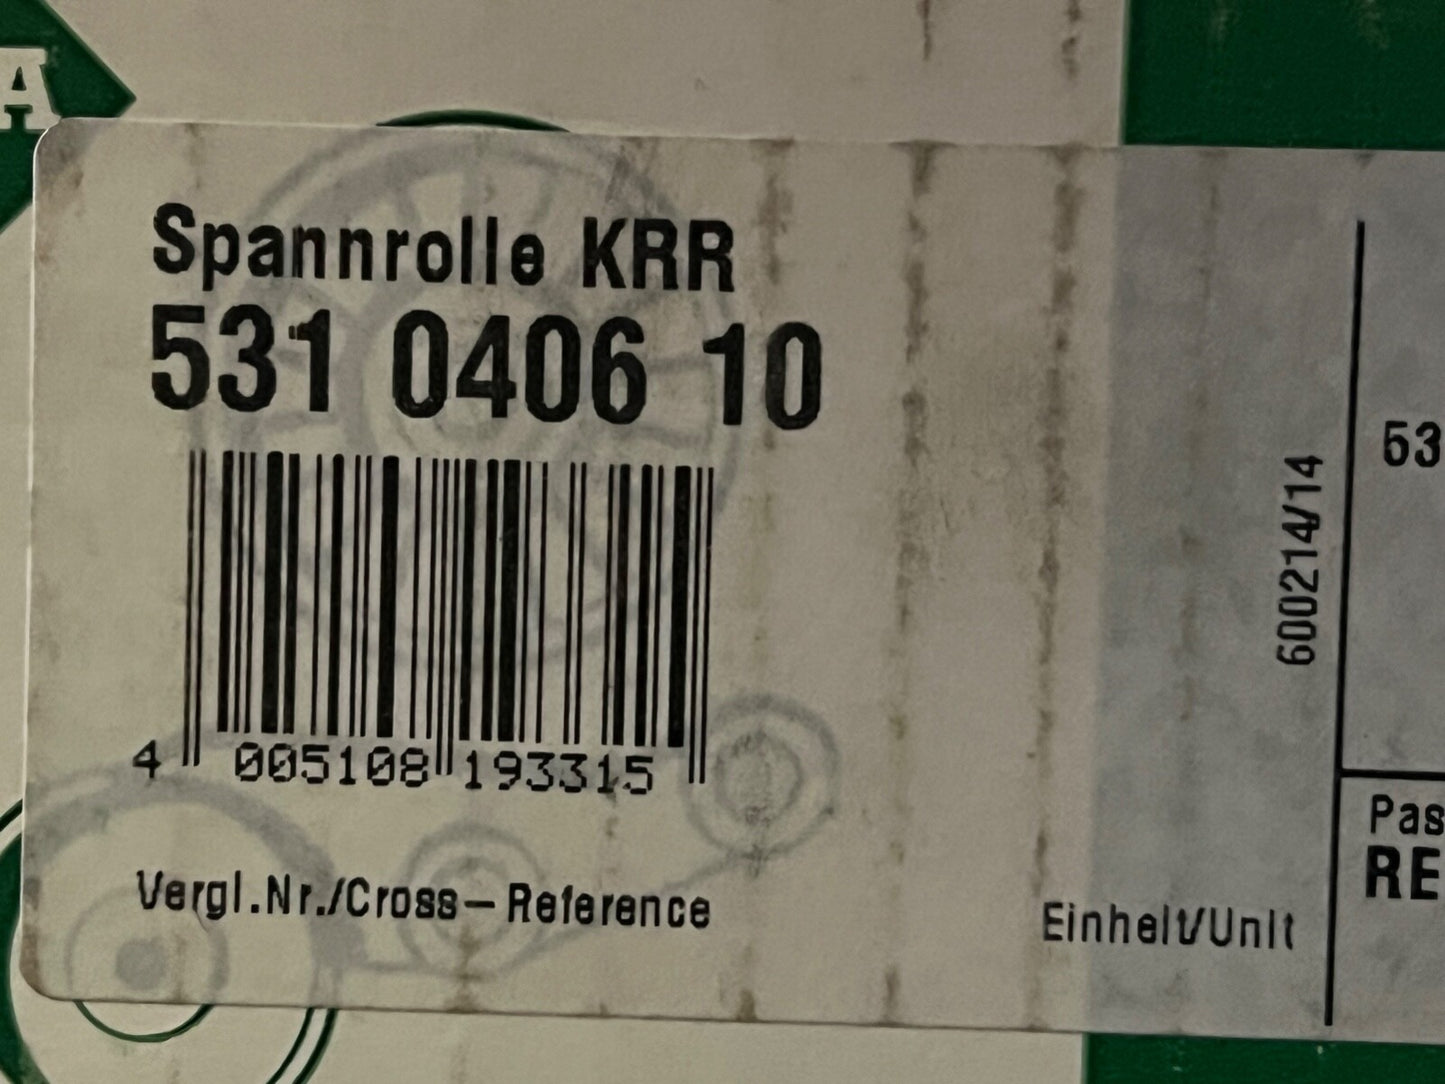 A
Spannrolle KRR
531 0406 10
4 005108 193315
Vergl.Nr./Cross-Reference
Einheit/Unit
600214/14
53
Pas
RE